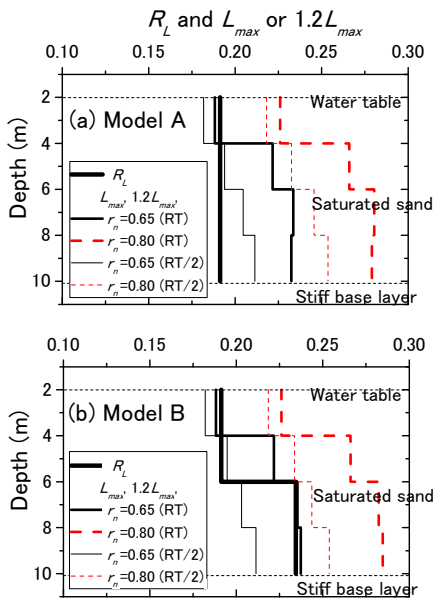 R_L and L_max or 1.2L_max
0.10 0.15 0.20 0.25 0.30
Depth (m)
2
4
6
8
10
Water table
(a) Model A
R_L
L_max, 1.2L_max,
r_n=0.65 (RT)
r_n=0.80 (RT)
r_n=0.65 (RT/2)
r_n=0.80 (RT/2)
Saturated sand
Stiff base layer
0.10 0.15 0.20 0.25 0.30
Depth (m)
2
4
6
8
10
Water table
(b) Model B
R_L
L_max, 1.2L_max,
r_n=0.65 (RT)
r_n=0.80 (RT)
r_n=0.65 (RT/2)
r_n=0.80 (RT/2)
Saturated sand
Stiff base layer